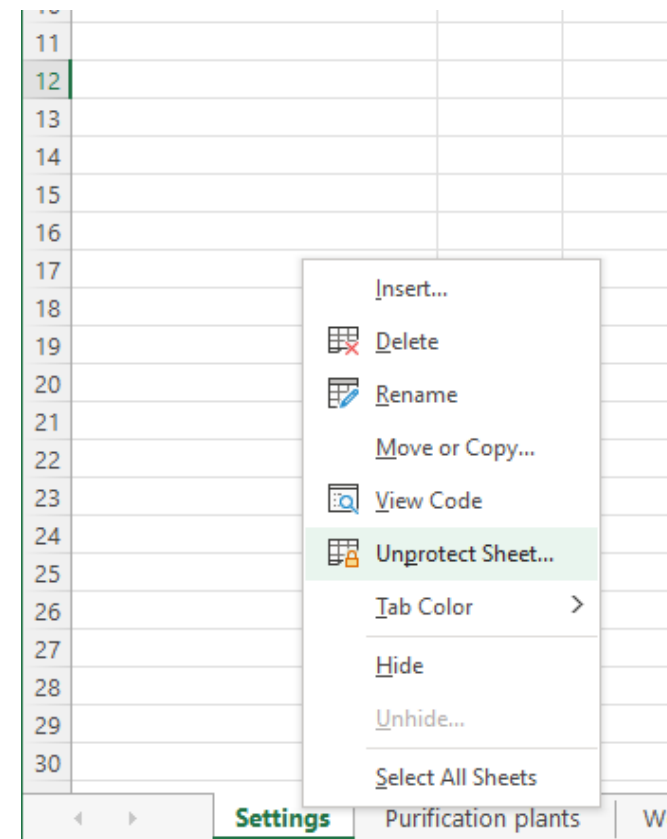 11
12
13
14
15
16
17
18
19
20
21
22
23
24
25
26
27
28
29
30
Insert...
Delete
Rename
Move or Copy...
View Code
Unprotect Sheet...
Tab Color
Hide
Unhide...
Select All Sheets
Settings Purification plants